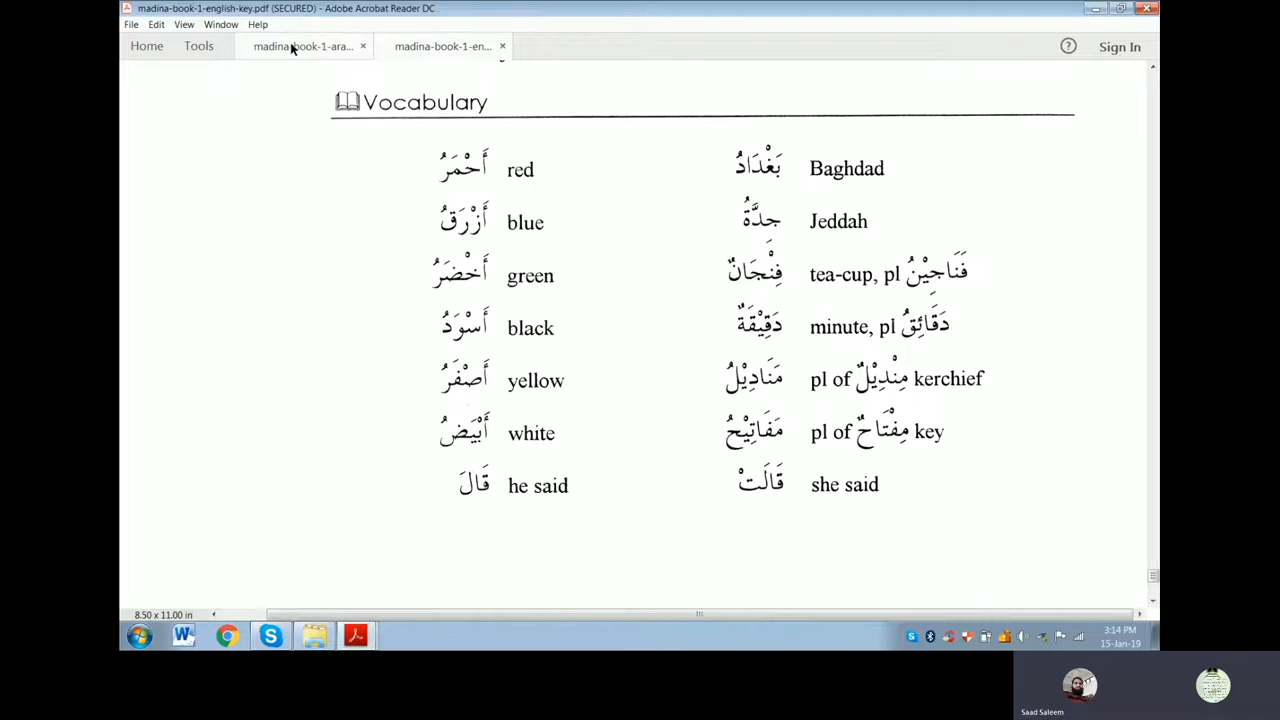 madina-book-1-english-key.pdf (SECURED) - Adobe Acrobat Reader DC
File Edit View Window Help
Home Tools madina-book-1-ara... × madina-book-1-en... × Sign In
Vocabulary
أَحْمَرُ red بَغْدَادُ Baghdad
أَزْرَقُ blue جِدَّةُ Jeddah
أَخْضَرُ green فِنْجَانٌ tea-cup, pl فَنَاجِيْنُ
أَسْوَدُ black دَقِيْقَةٌ minute, pl دَقَائِقُ
أَصْفَرُ yellow مَنَادِيْلُ pl of مِنْدِيْلٌ kerchief
أَبْيَضُ white مَفَاتِيْحُ pl of مِفْتَاحٌ key
قَالَ he said قَالَتْ she said
8.50 x 11.00 in
3:14 PM
15-Jan-19
Saad Saleem